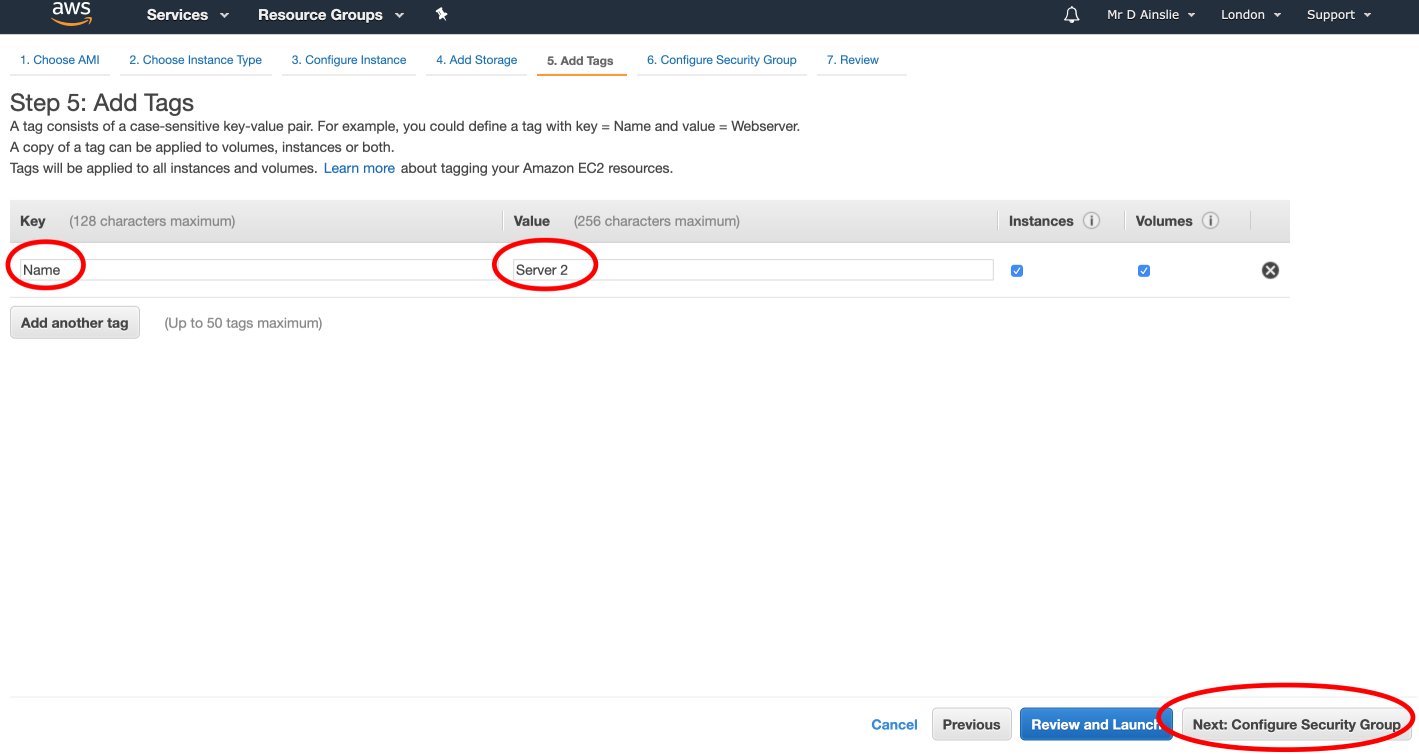 aws Services Resource Groups Mr D Ainslie London Support
1. Choose AMI 2. Choose Instance Type 3. Configure Instance 4. Add Storage 5. Add Tags 6. Configure Security Group 7. Review
Step 5: Add Tags
A tag consists of a case-sensitive key-value pair. For example, you could define a tag with key = Name and value = Webserver.
A copy of a tag can be applied to volumes, instances or both.
Tags will be applied to all instances and volumes. Learn more about tagging your Amazon EC2 resources.
Key (128 characters maximum) Value (256 characters maximum) Instances i Volumes i
Name Server 2
Add another tag (Up to 50 tags maximum)
Cancel Previous Review and Launch Next: Configure Security Group